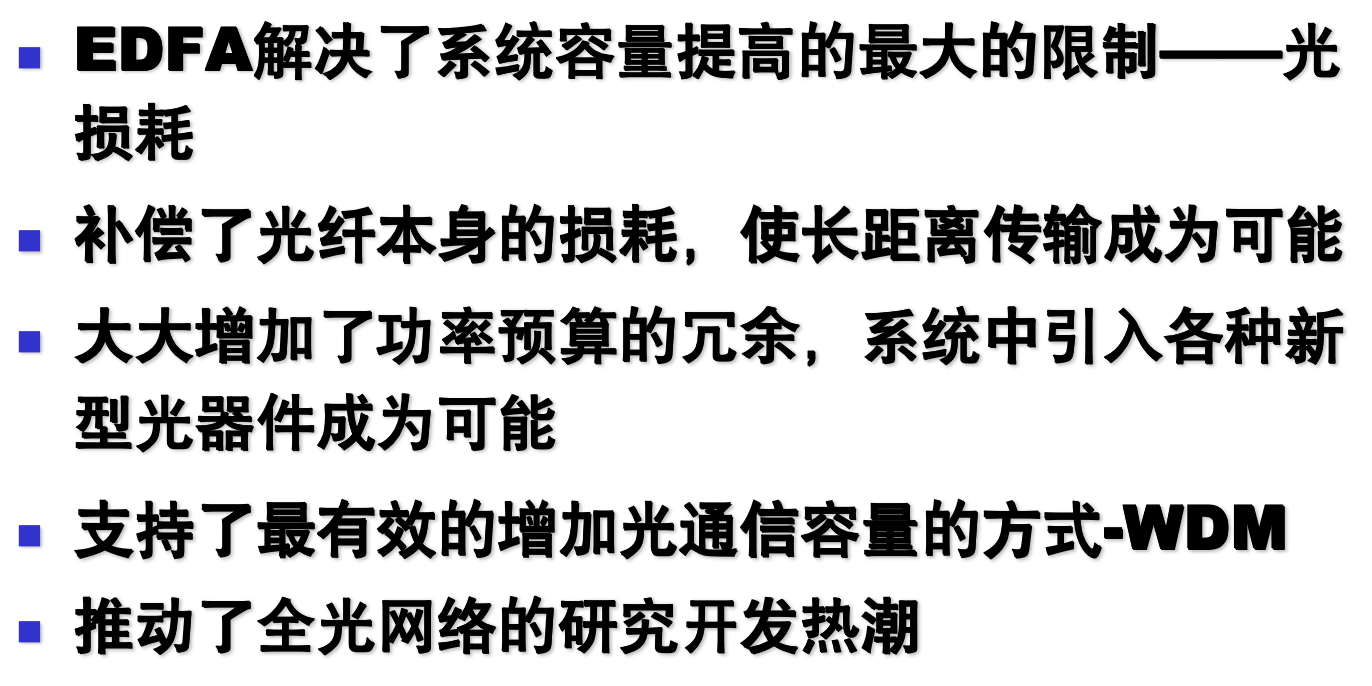 ■ EDFA解决了系统容量提高的最大的限制——光
损耗
■ 补偿了光纤本身的损耗，使长距离传输成为可能
■ 大大增加了功率预算的冗余，系统中引入各种新
型光器件成为可能
■ 支持了最有效的增加光通信容量的方式-WDM
■ 推动了全光网络的研究开发热潮